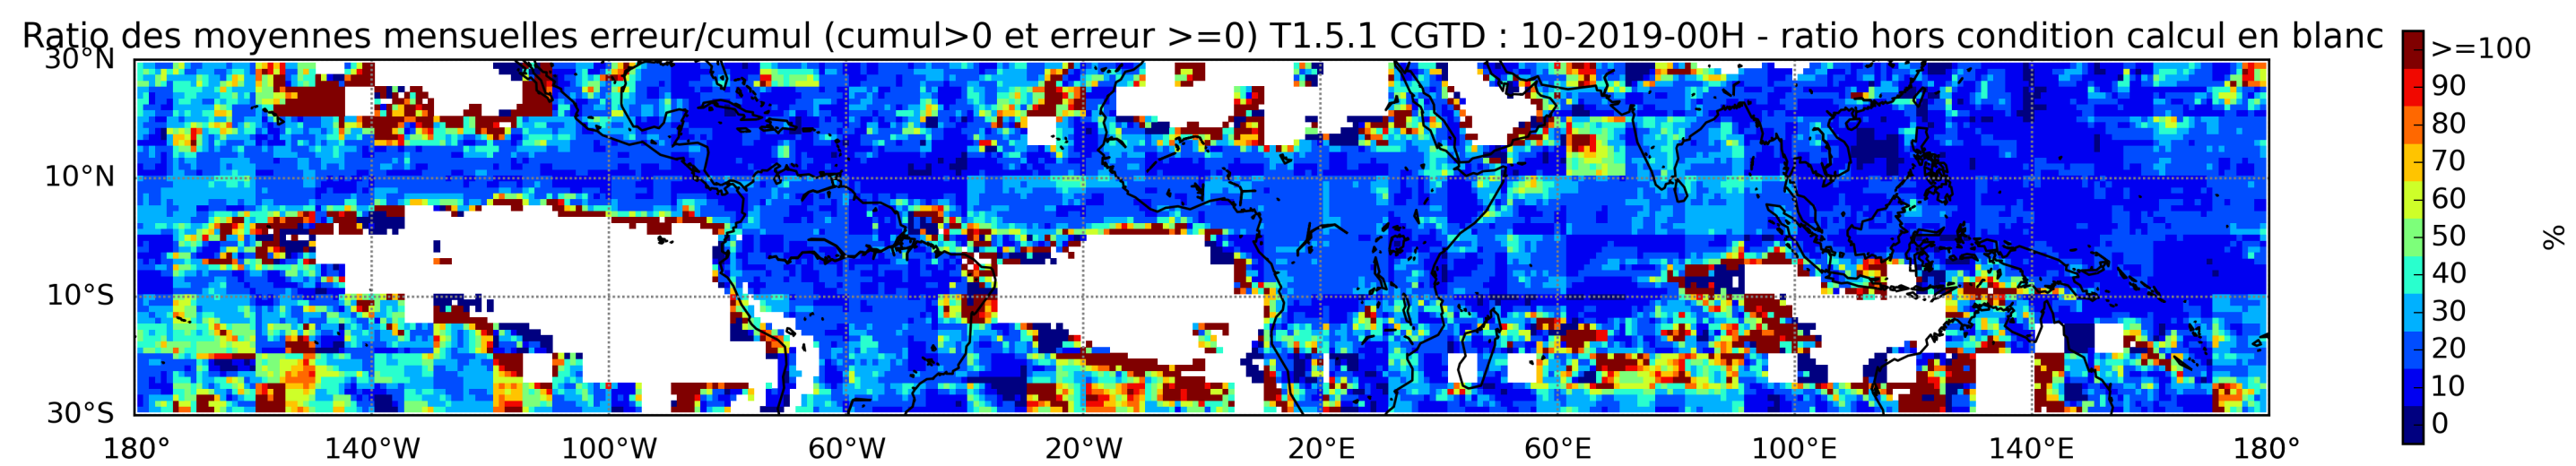 Ratio des moyennes mensuelles erreur/cumul (cumul>0 et erreur >=0) T1.5.1 CGTD : 10-2019-00H - ratio hors condition calcul en blanc
30°N
10°N
10°S
30°S
180° 140°W 100°W 60°W 20°W 20°E 60°E 100°E 140°E 180°
>=100
90
80
70
60
50
40
30
20
10
0
%